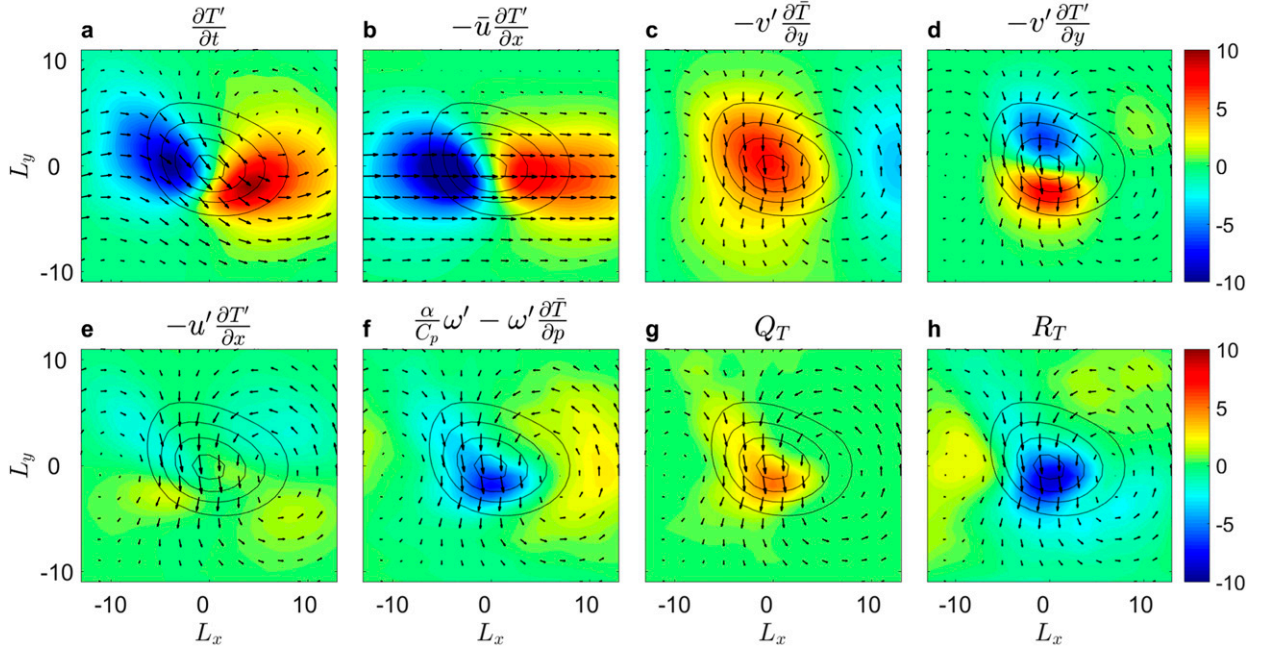 a ∂T′/∂t b −ū ∂T′/∂x c −v′ ∂T̄/∂y d −v′ ∂T′/∂y
10 10
5
L_y 0 0
-5
-10 -10
e −u′ ∂T′/∂x f α/C_p ω′ − ω′ ∂T̄/∂p g Q_T h R_T
10 10
5
L_y 0 0
-5
-10 -10
-10 0 10 -10 0 10 -10 0 10 -10 0 10
L_x L_x L_x L_x